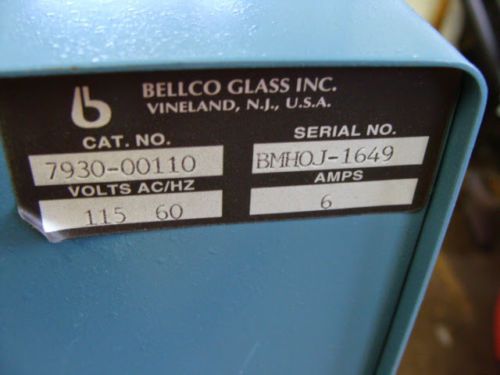 BELLCO GLASS INC.
VINELAND, N.J., U.S.A.
CAT. NO. SERIAL NO.
7930-00110 BMHOJ-1649
VOLTS AC/HZ AMPS
115 60 6